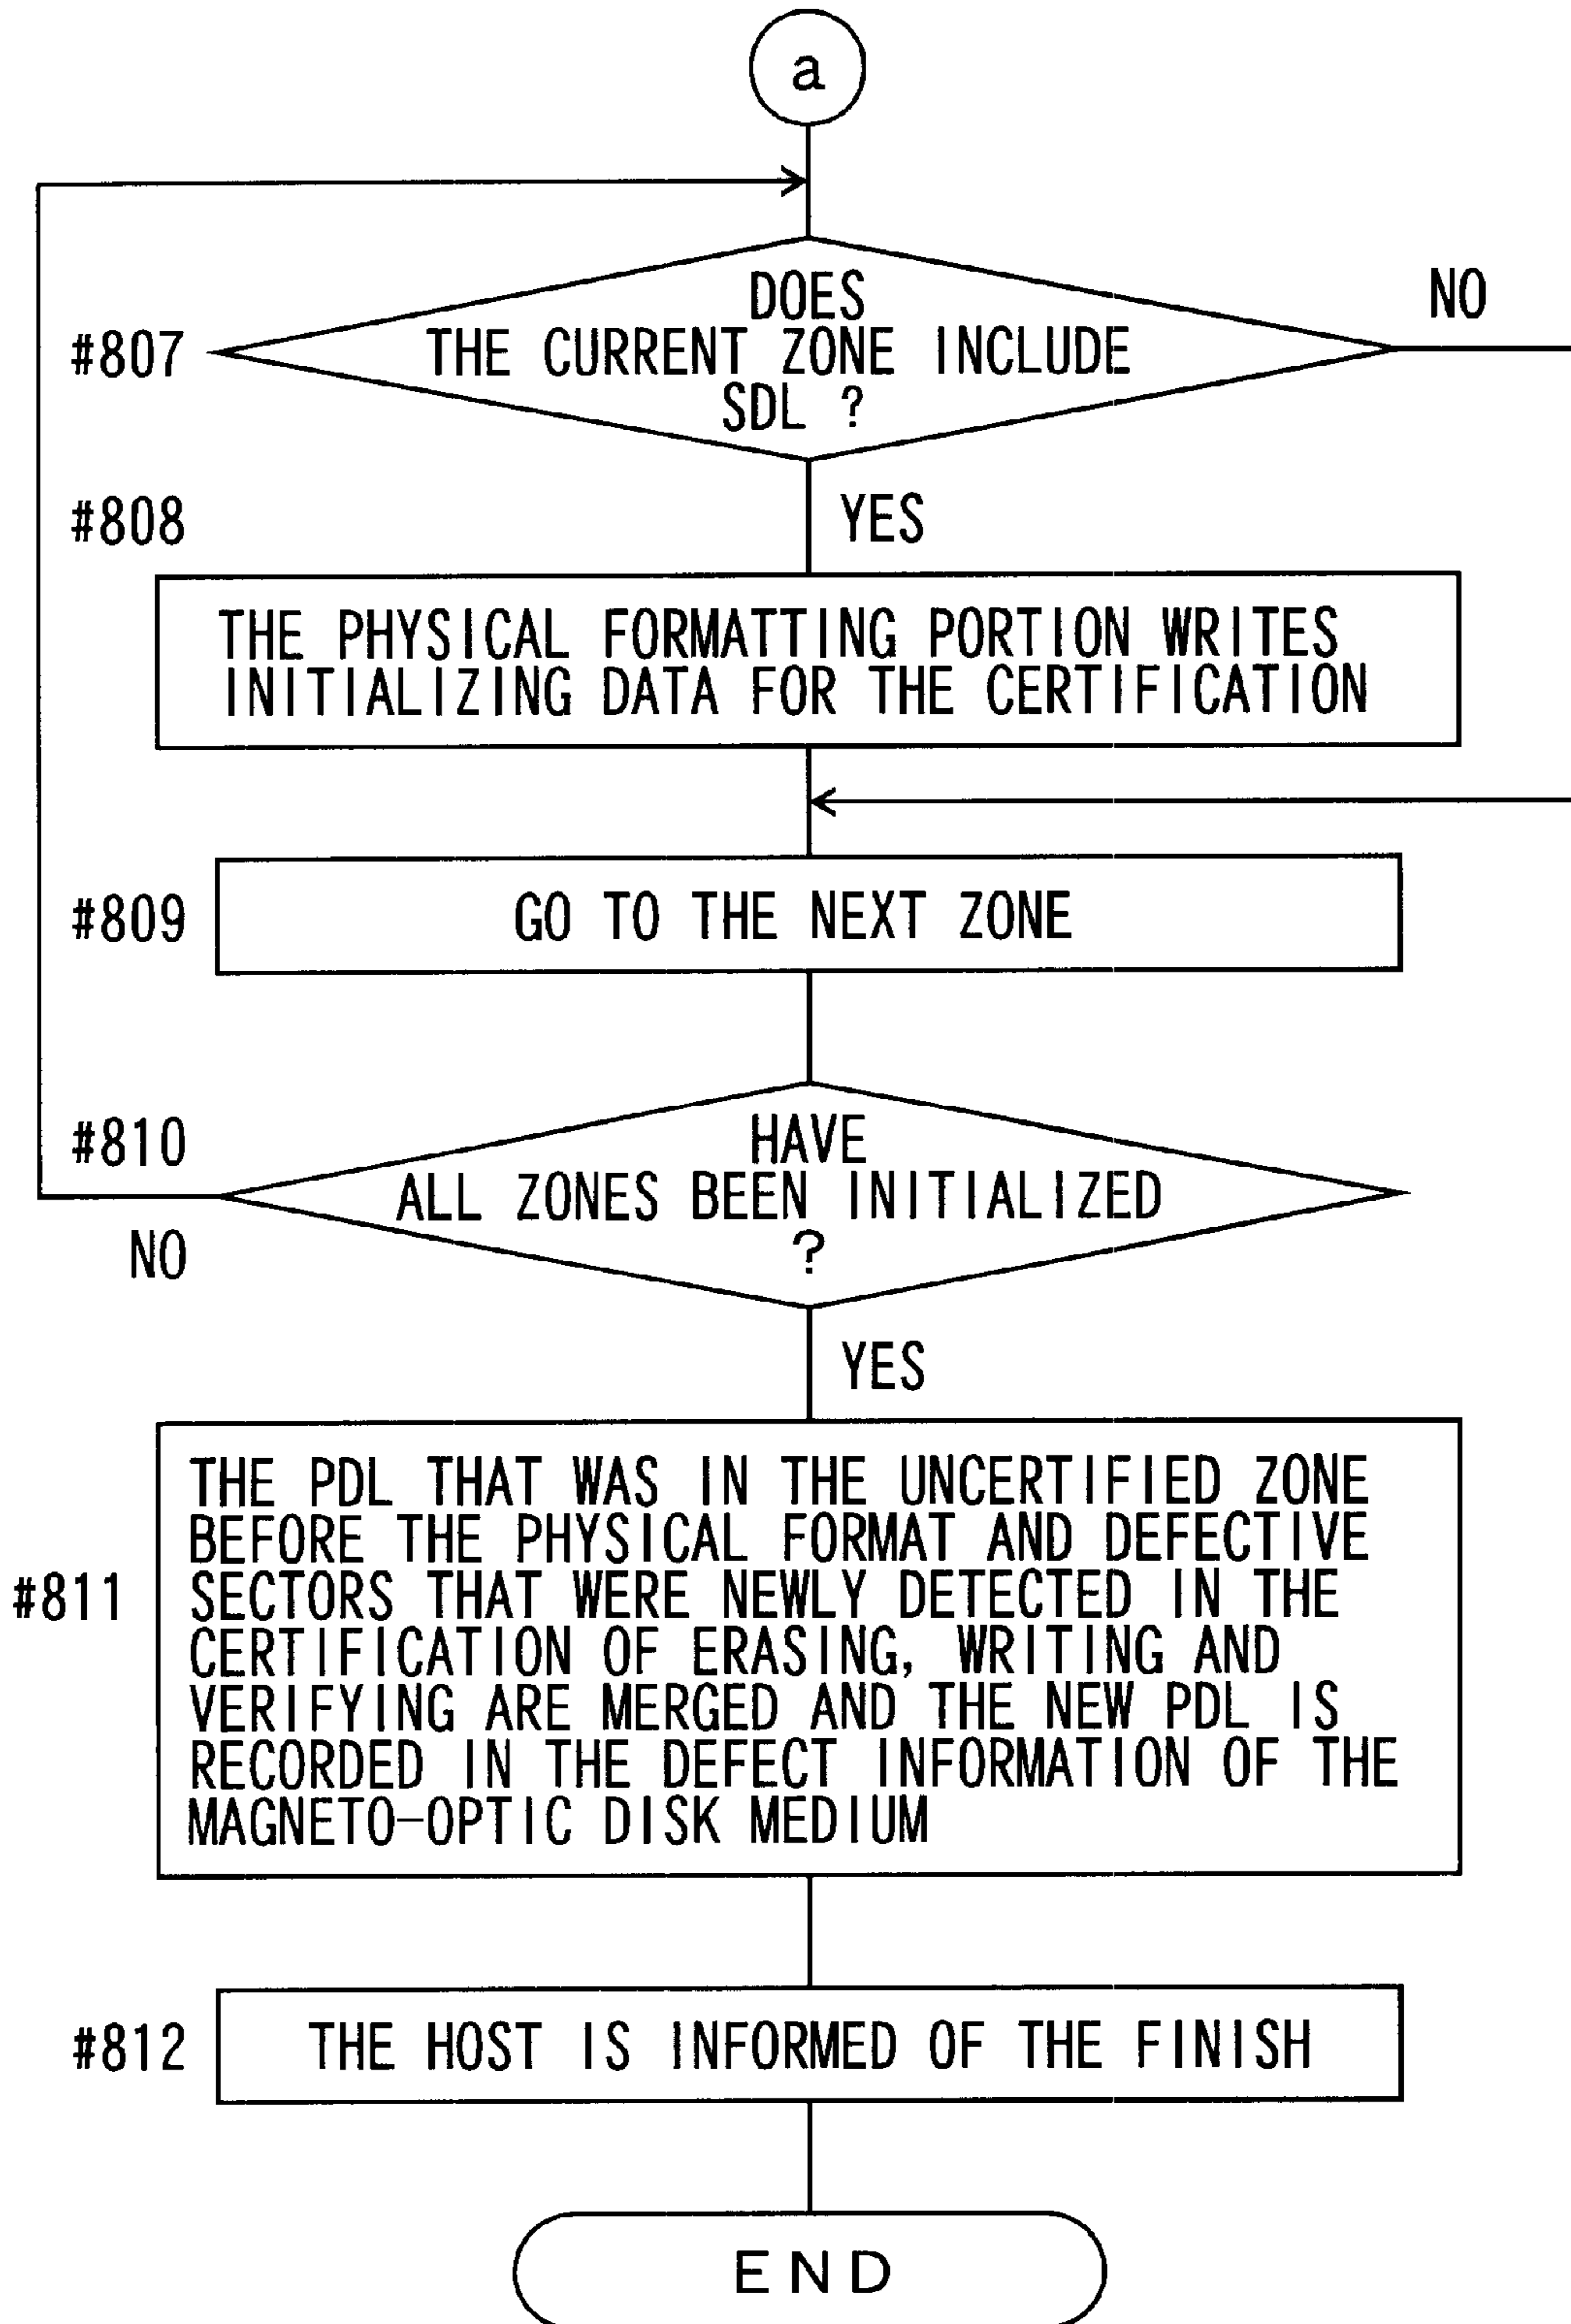 a
DOES
NO
#807
THE CURRENT ZONE INCLUDE
SDL ?
#808
YES
THE PHYSICAL FORMATTING PORTION WRITES
INITIALIZING DATA FOR THE CERTIFICATION
#809
GO TO THE NEXT ZONE
#810
HAVE
ALL ZONES BEEN INITIALIZED
?
NO
YES
#811
THE PDL THAT WAS IN THE UNCERTIFIED ZONE
BEFORE THE PHYSICAL FORMAT AND DEFECTIVE
SECTORS THAT WERE NEWLY DETECTED IN THE
CERTIFICATION OF ERASING, WRITING AND
VERIFYING ARE MERGED AND THE NEW PDL IS
RECORDED IN THE DEFECT INFORMATION OF THE
MAGNETO-OPTIC DISK MEDIUM
#812
THE HOST IS INFORMED OF THE FINISH
END